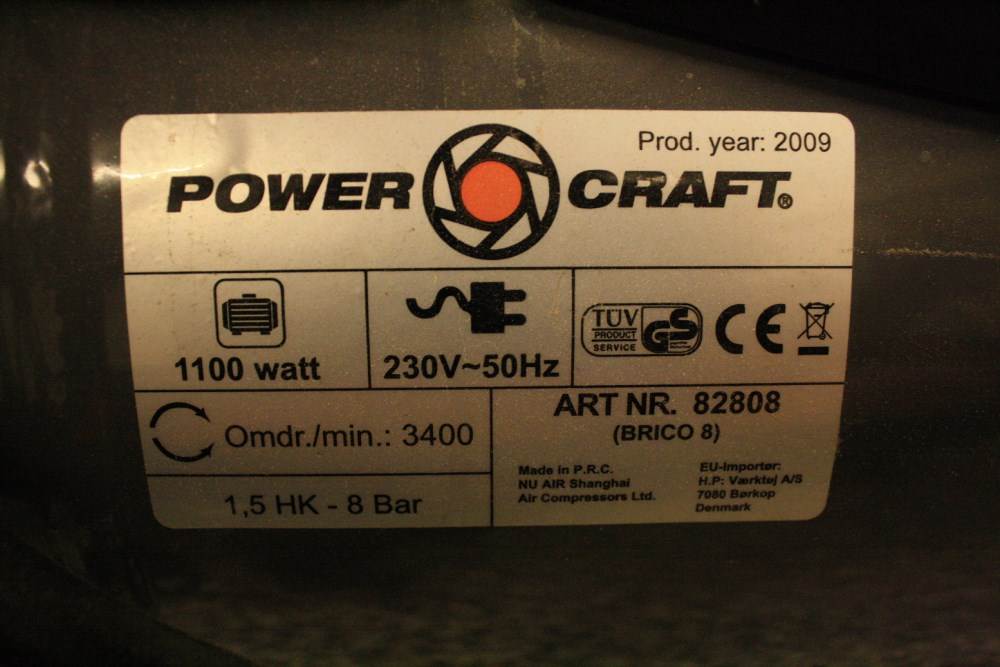 Prod. year: 2009
POWER CRAFT®
1100 watt
230V~50Hz
TÜV
PRODUCT
SERVICE
GS
CE
Omdr./min.: 3400
1,5 HK - 8 Bar
ART NR. 82808
(BRICO 8)
Made in P.R.C.
NU AIR Shanghai
Air Compressors Ltd.
EU-Importør:
H.P: Værktøj A/S
7080 Børkop
Denmark